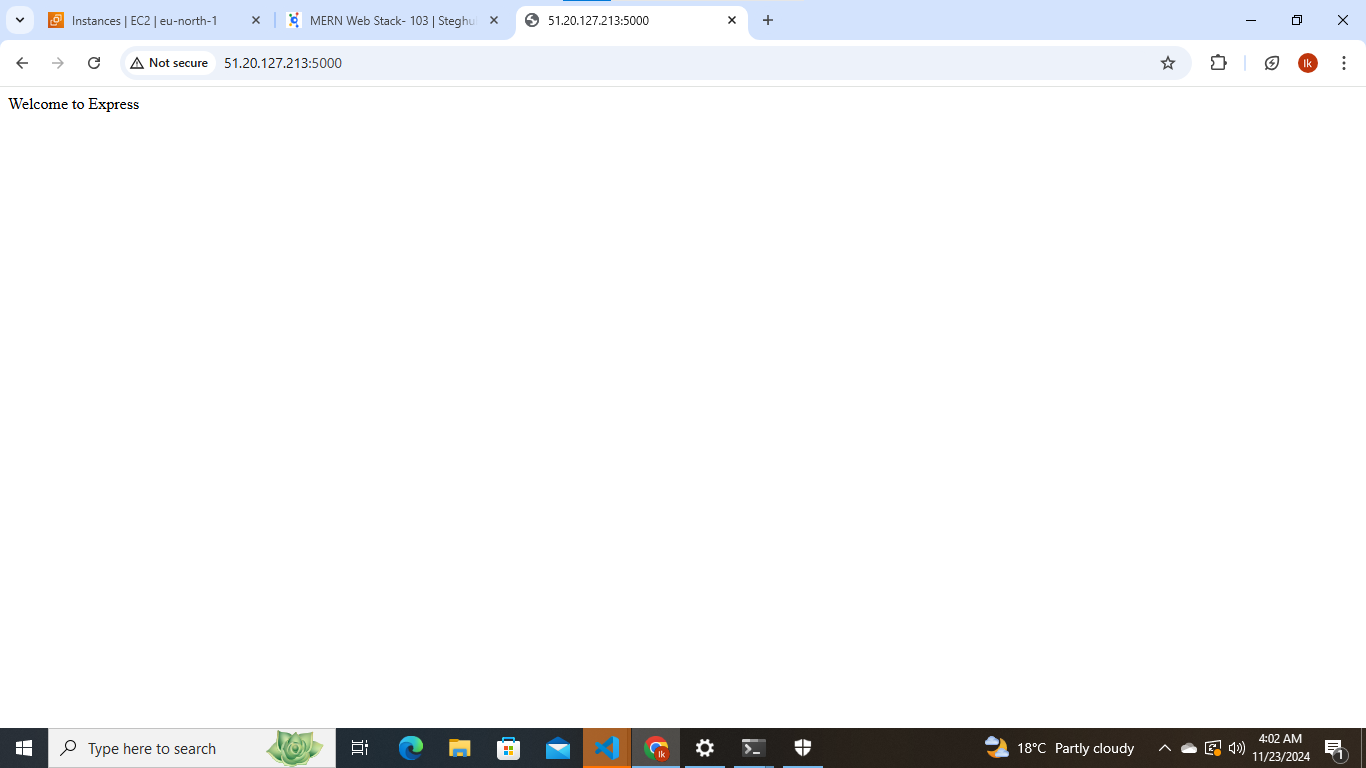 Instances | EC2 | eu-north-1
MERN Web Stack- 103 | Steghu
51.20.127.213:5000
Not secure
51.20.127.213:5000
lk
Welcome to Express
Type here to search
lk
18°C Partly cloudy
4:02 AM
11/23/2024
1